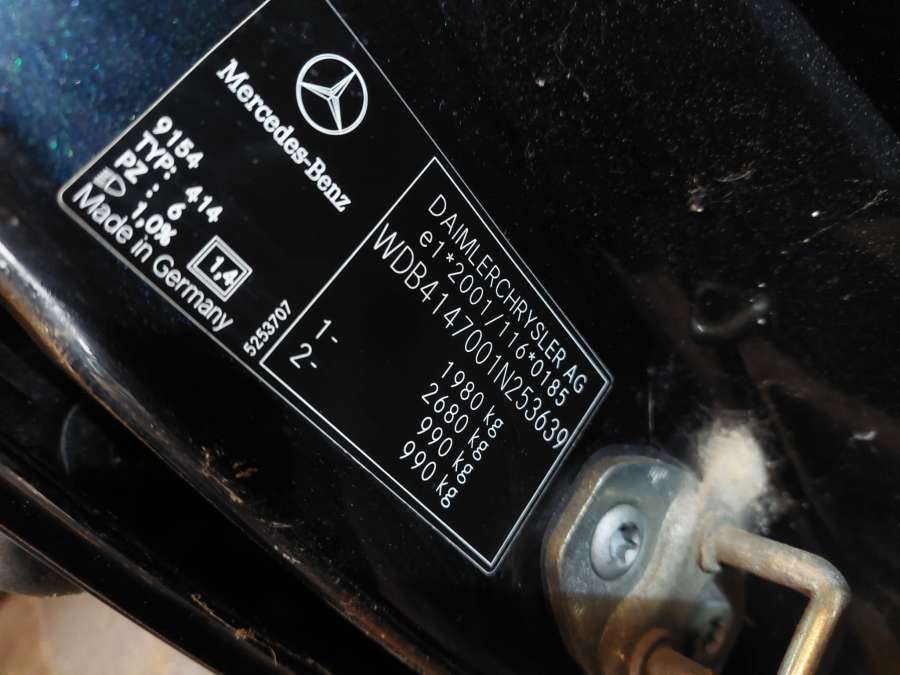 Mercedes-Benz
9154
TYP: 414
PZ : 6
1,0% 1,4
Made in Germany
5253707
DAIMLERCHRYSLER AG
e1*2001/116*0185
WDB4147001N253639
1980 kg
2680 kg
1- 990 kg
2- 990 kg